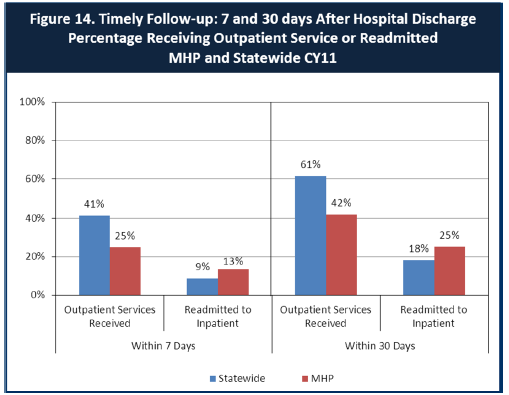 Figure 14. Timely Follow-up: 7 and 30 days After Hospital Discharge
Percentage Receiving Outpatient Service or Readmitted
MHP and Statewide CY11
100%
80%
60%
40%
20%
0%
41%
25%
9%
13%
61%
42%
18%
25%
Outpatient Services
Received
Readmitted to
Inpatient
Outpatient Services
Received
Readmitted to
Inpatient
Within 7 Days
Within 30 Days
Statewide
MHP